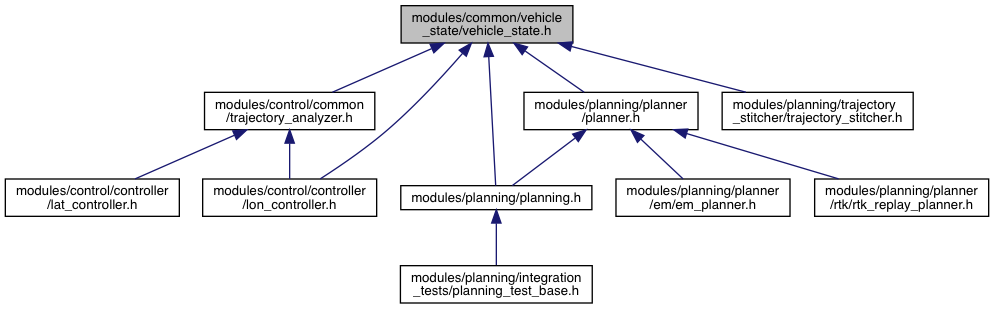 modules/common/vehicle
_state/vehicle_state.h
modules/control/common
/trajectory_analyzer.h
modules/planning/planner
/planner.h
modules/planning/trajectory
_stitcher/trajectory_stitcher.h
modules/control/controller
/lat_controller.h
modules/control/controller
/lon_controller.h
modules/planning/planning.h
modules/planning/planner
/em/em_planner.h
modules/planning/planner
/rtk/rtk_replay_planner.h
modules/planning/integration
_tests/planning_test_base.h